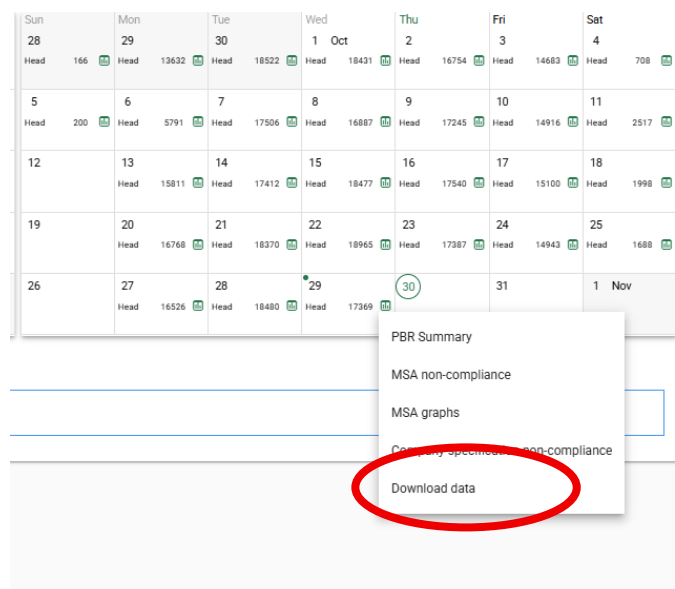 Sun Mon Tue Wed Thu Fri Sat
28 29 30 1 Oct 2 3 4
Head 166 Head 13632 Head 18522 Head 18431 Head 16754 Head 14683 Head 708
5 6 7 8 9 10 11
Head 200 Head 5791 Head 17506 Head 16887 Head 17245 Head 14916 Head 2517
12 13 14 15 16 17 18
Head 15811 Head 17412 Head 18477 Head 17540 Head 15100 Head 1998
19 20 21 22 23 24 25
Head 16768 Head 18370 Head 18965 Head 17387 Head 14943 Head 1688
26 27 28 29 30 31 1 Nov
Head 16526 Head 18480 Head 17369
PBR Summary
MSA non-compliance
MSA graphs
Company specification non-compliance
Download data